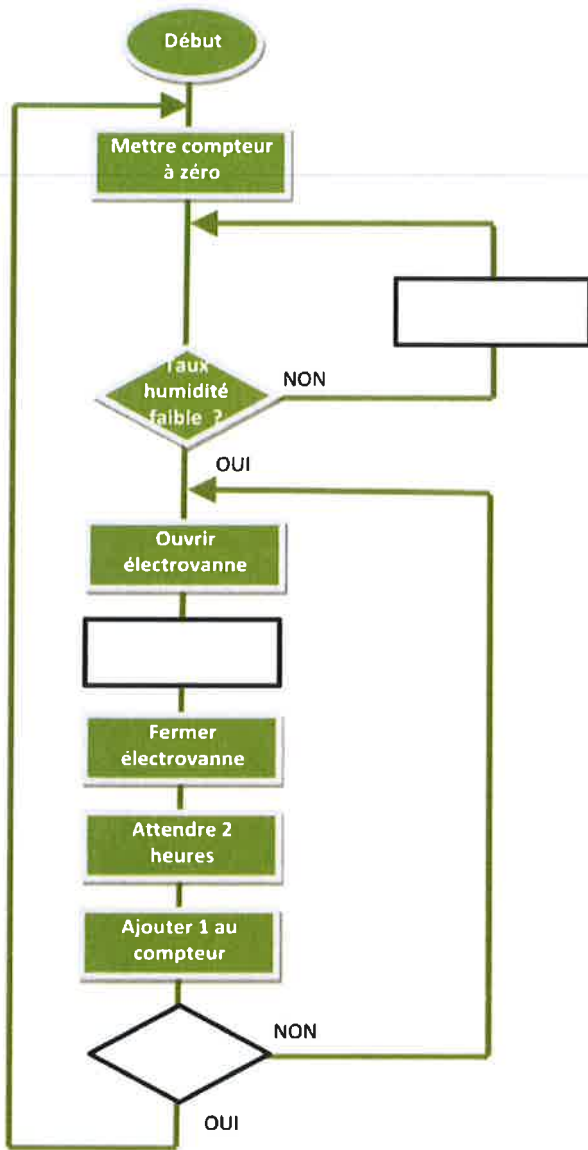 Début
Mettre compteur
à zéro
Taux
humidité
faible ?
NON
OUI
Ouvrir
électrovanne
Fermer
électrovanne
Attendre 2
heures
Ajouter 1 au
compteur
NON
OUI